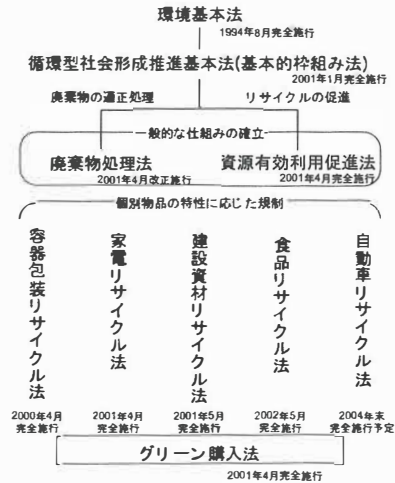 環境基本法
1994年8月完全施行
循環型社会形成推進基本法(基本的枠組み法)
2001年1月完全施行
廃棄物の適正処理
リサイクルの促進
一般的な仕組みの確立
廃棄物処理法
2001年4月改正施行
資源有効利用促進法
2001年4月完全施行
個別物品の特性に応じた規制
容器包装リサイクル法
家電リサイクル法
建設資材リサイクル法
食品リサイクル法
自動車リサイクル法
2000年4月
完全施行
2001年4月
完全施行
2001年5月
完全施行
2002年5月
完全施行
2004年末
完全施行予定
グリーン購入法
2001年4月完全施行